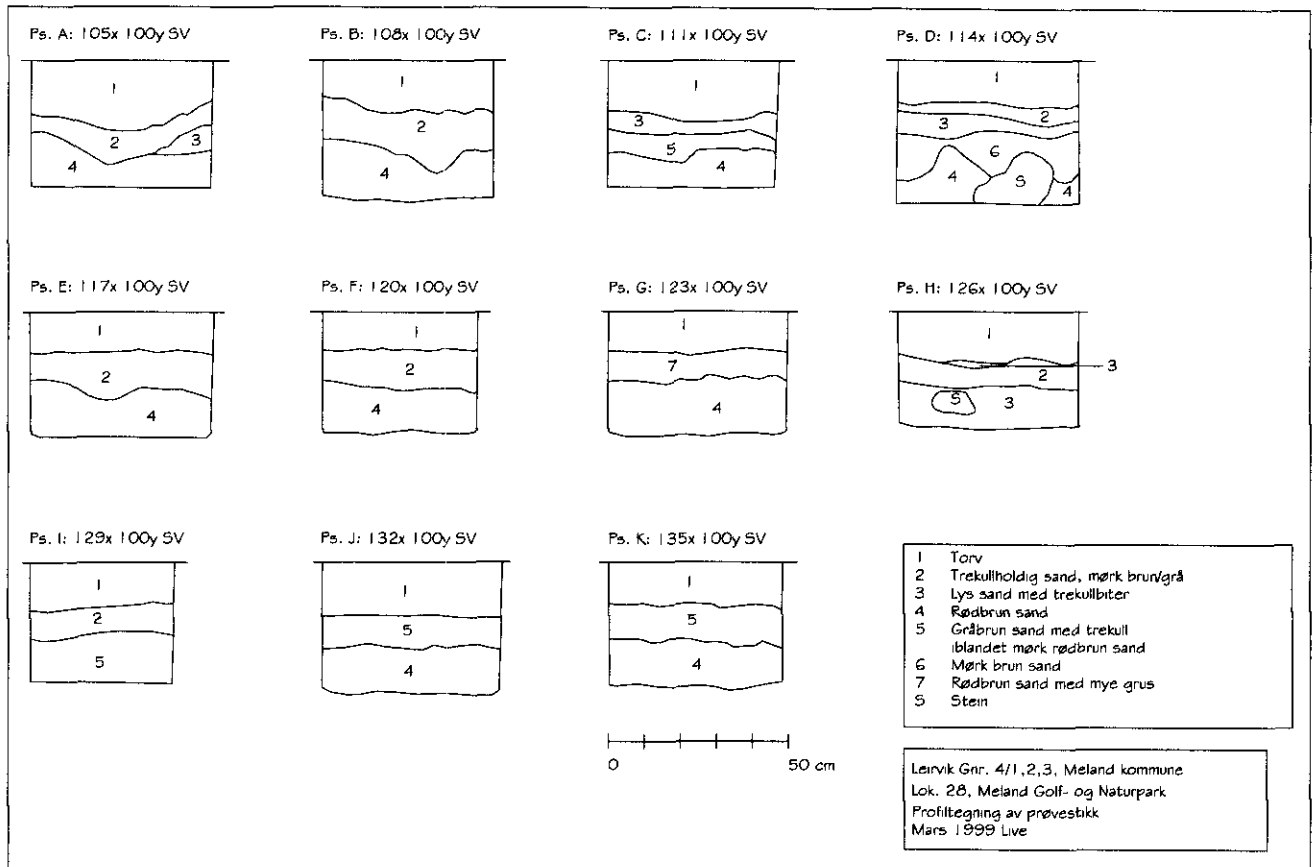 Ps. A: 105x 100y SV
1
2
3
4
Ps. B: 108x 100y SV
1
2
4
Ps. C: 111x 100y SV
1
3
5
4
Ps. D: 114x 100y SV
1
2
3
6
4
S
4
Ps. E: 117x 100y SV
1
2
4
Ps. F: 120x 100y SV
1
2
4
Ps. G: 123x 100y SV
1
7
4
Ps. H: 126x 100y SV
1
3
2
S
3
Ps. I: 129x 100y SV
1
2
5
Ps. J: 132x 100y SV
1
5
4
Ps. K: 135x 100y SV
1
5
4
0 50 cm
1 Torv
2 Trekullholdig sand, mørk brun/grå
3 Lys sand med trekullbiter
4 Rødbrun sand
5 Gråbrun sand med trekull
iblandet mørk rødbrun sand
6 Mørk brun sand
7 Rødbrun sand med mye grus
S Stein
Leirvik Gnr. 4/1,2,3, Meland kommune
Lok. 28, Meland Golf- og Naturpark
Profiltegning av prøvestikk
Mars 1999 Live